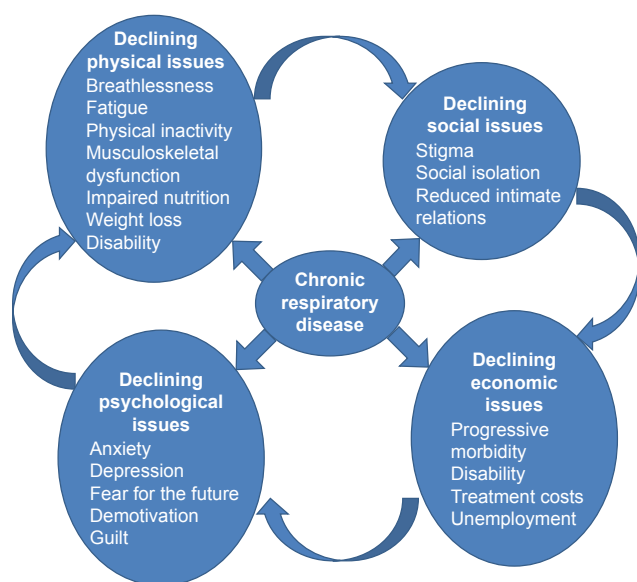 Declining
physical issues
Breathlessness
Fatigue
Physical inactivity
Musculoskeletal
dysfunction
Impaired nutrition
Weight loss
Disability
Declining
social issues
Stigma
Social isolation
Reduced intimate
relations
Chronic
respiratory
disease
Declining
psychological
issues
Anxiety
Depression
Fear for the future
Demotivation
Guilt
Declining
economic
issues
Progressive
morbidity
Disability
Treatment costs
Unemployment